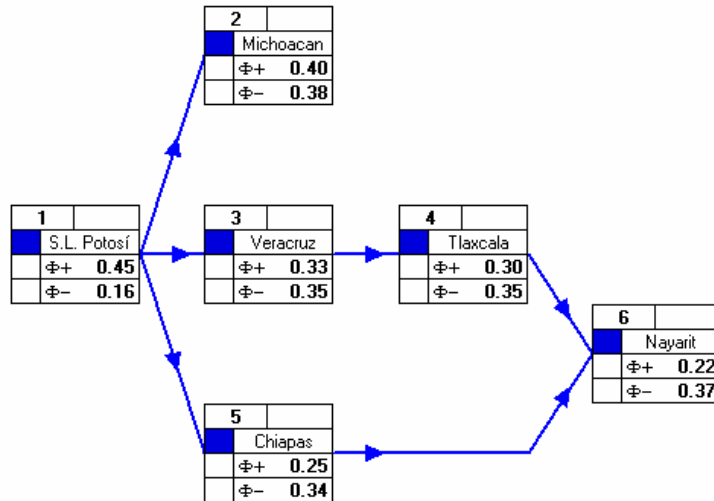 2
Michoacan
Φ+ 0.40
Φ− 0.38
1
S.L. Potosí
Φ+ 0.45
Φ− 0.16
3
Veracruz
Φ+ 0.33
Φ− 0.35
4
Tlaxcala
Φ+ 0.30
Φ− 0.35
6
Nayarit
Φ+ 0.22
Φ− 0.37
5
Chiapas
Φ+ 0.25
Φ− 0.34